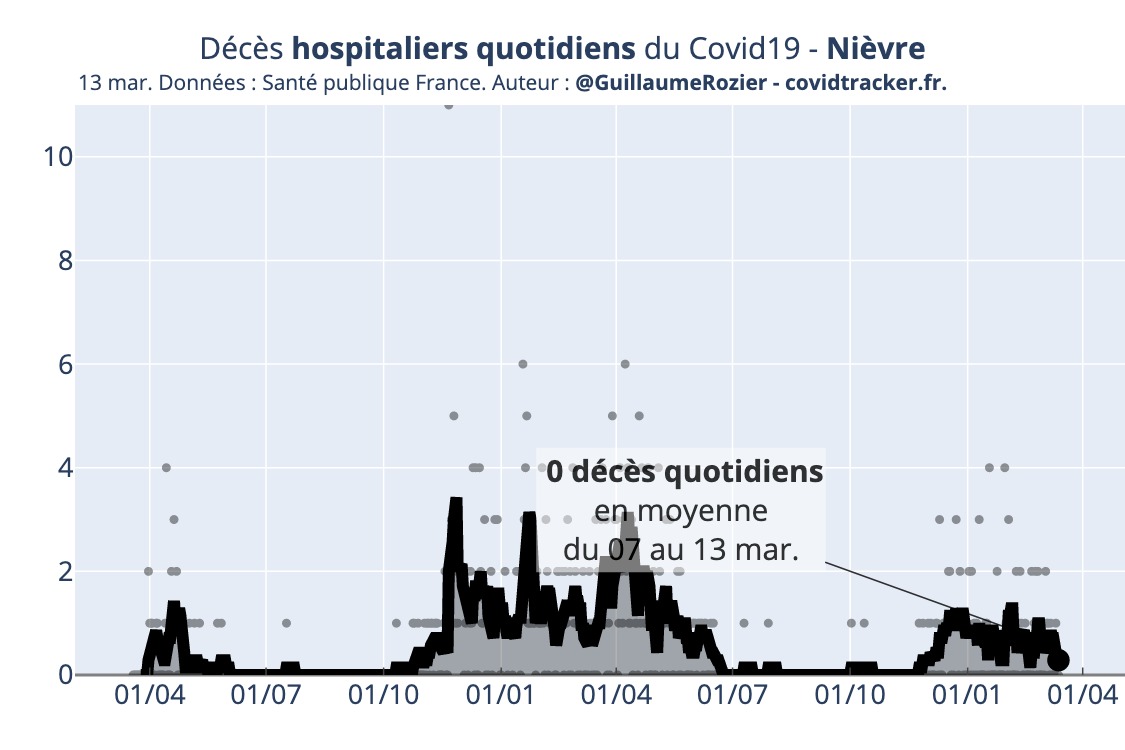 Décès hospitaliers quotidiens du Covid19 - Nièvre
13 mar. Données : Santé publique France. Auteur : @GuillaumeRozier - covidtracker.fr.
10
8
6
4
2
0
0 décès quotidiens
en moyenne
du 07 au 13 mar.
01/04 01/07 01/10 01/01 01/04 01/07 01/10 01/01 01/04